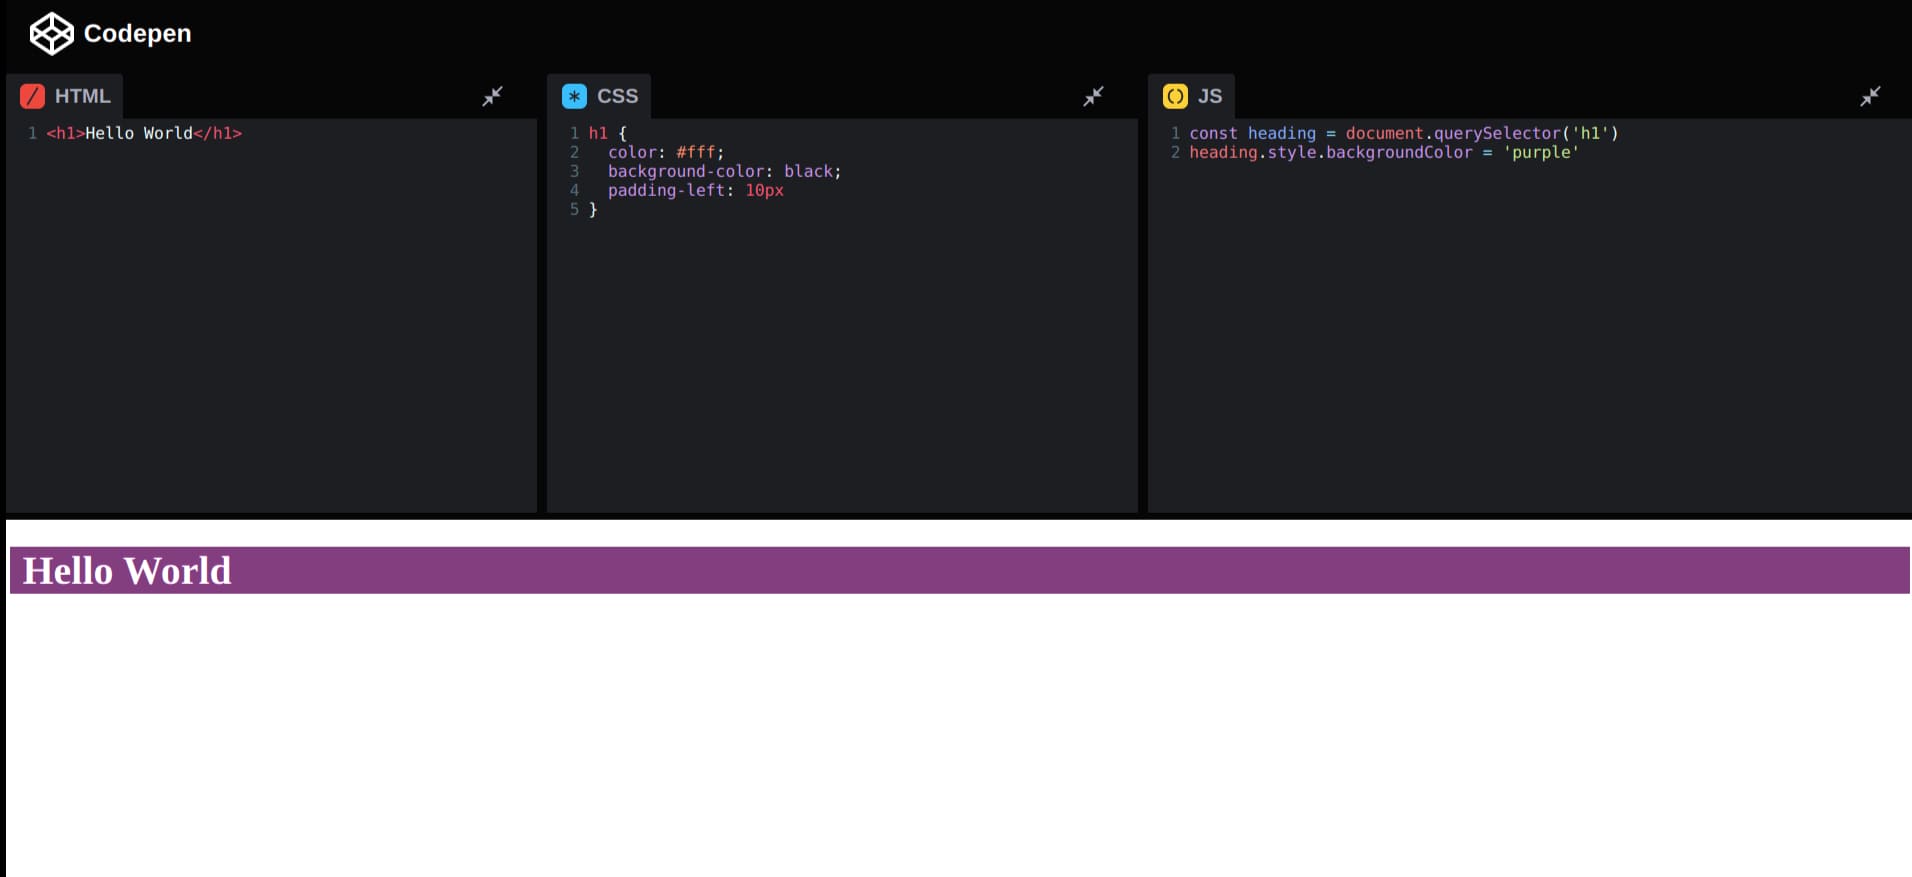 Codepen
HTML
1 <h1>Hello World</h1>
CSS
1 h1 {
2   color: #fff;
3   background-color: black;
4   padding-left: 10px
5 }
JS
1 const heading = document.querySelector('h1')
2 heading.style.backgroundColor = 'purple'
Hello World